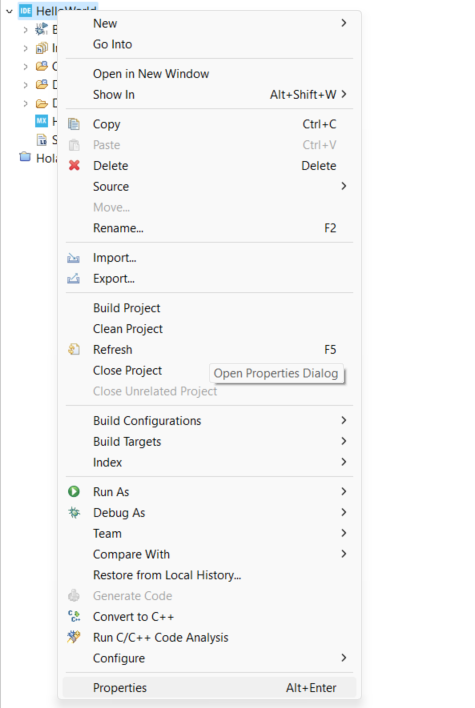 IDE HelloWorld
New
Go Into
Open in New Window
Show In Alt+Shift+W
Copy Ctrl+C
Paste Ctrl+V
Delete Delete
Source
Move...
Rename... F2
Import...
Export...
Build Project
Clean Project
Refresh F5
Close Project
Open Properties Dialog
Close Unrelated Project
Build Configurations
Build Targets
Index
Run As
Debug As
Team
Compare With
Restore from Local History...
Generate Code
Convert to C++
Run C/C++ Code Analysis
Configure
Properties Alt+Enter
MX